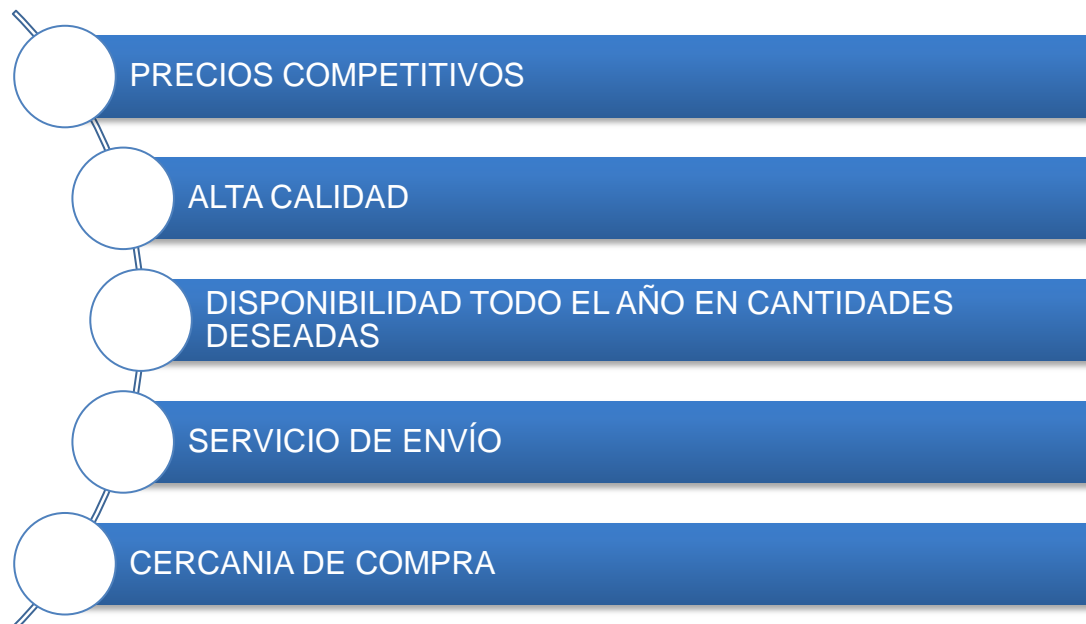 PRECIOS COMPETITIVOS
ALTA CALIDAD
DISPONIBILIDAD TODO EL AÑO EN CANTIDADES
DESEADAS
SERVICIO DE ENVÍO
CERCANIA DE COMPRA